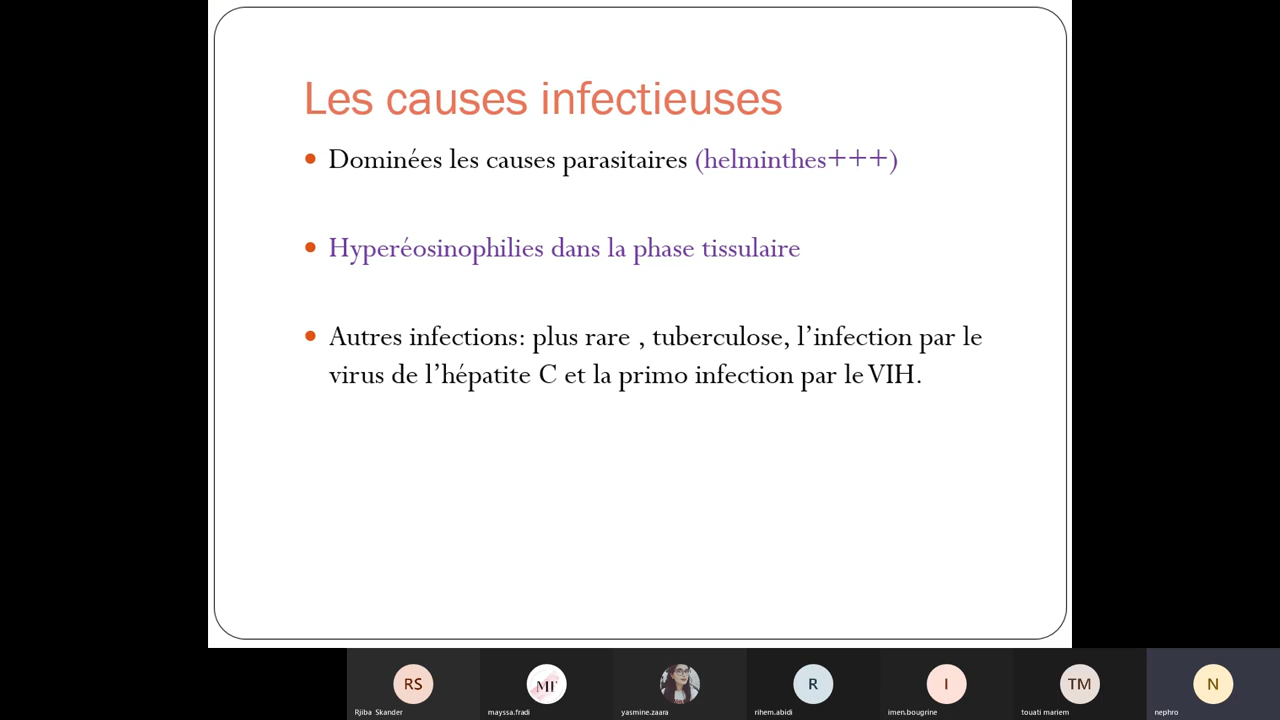 Les causes infectieuses
• Dominées les causes parasitaires (helminthes+++)
• Hyperéosinophilies dans la phase tissulaire
• Autres infections: plus rare , tuberculose, l’infection par le
virus de l’hépatite C et la primo infection par le VIH.
RS
MF
R
I
TM
N
Rjiba Skander
mayssa.fradi
yasmine.zaara
rihem.abidi
imen.bougrine
touati mariem
nephro